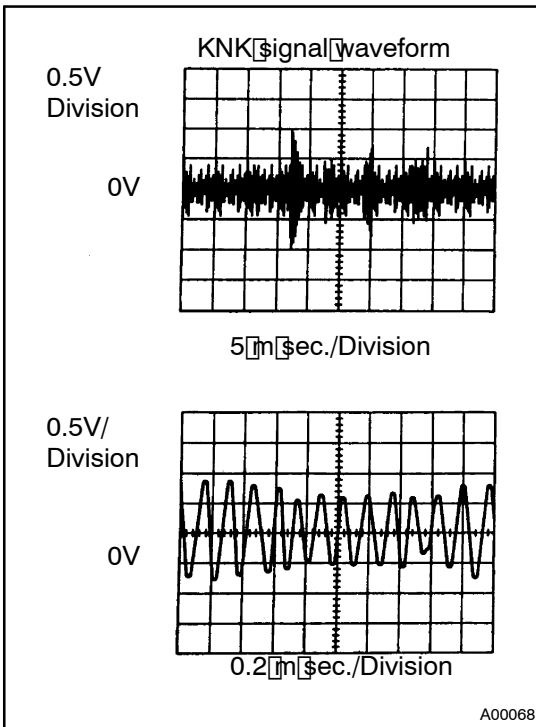 KNK▯signal▯waveform
0.5V
Division
0V
5▯m▯sec./Division
0.5V/
Division
0V
0.2▯m▯sec./Division
A00068